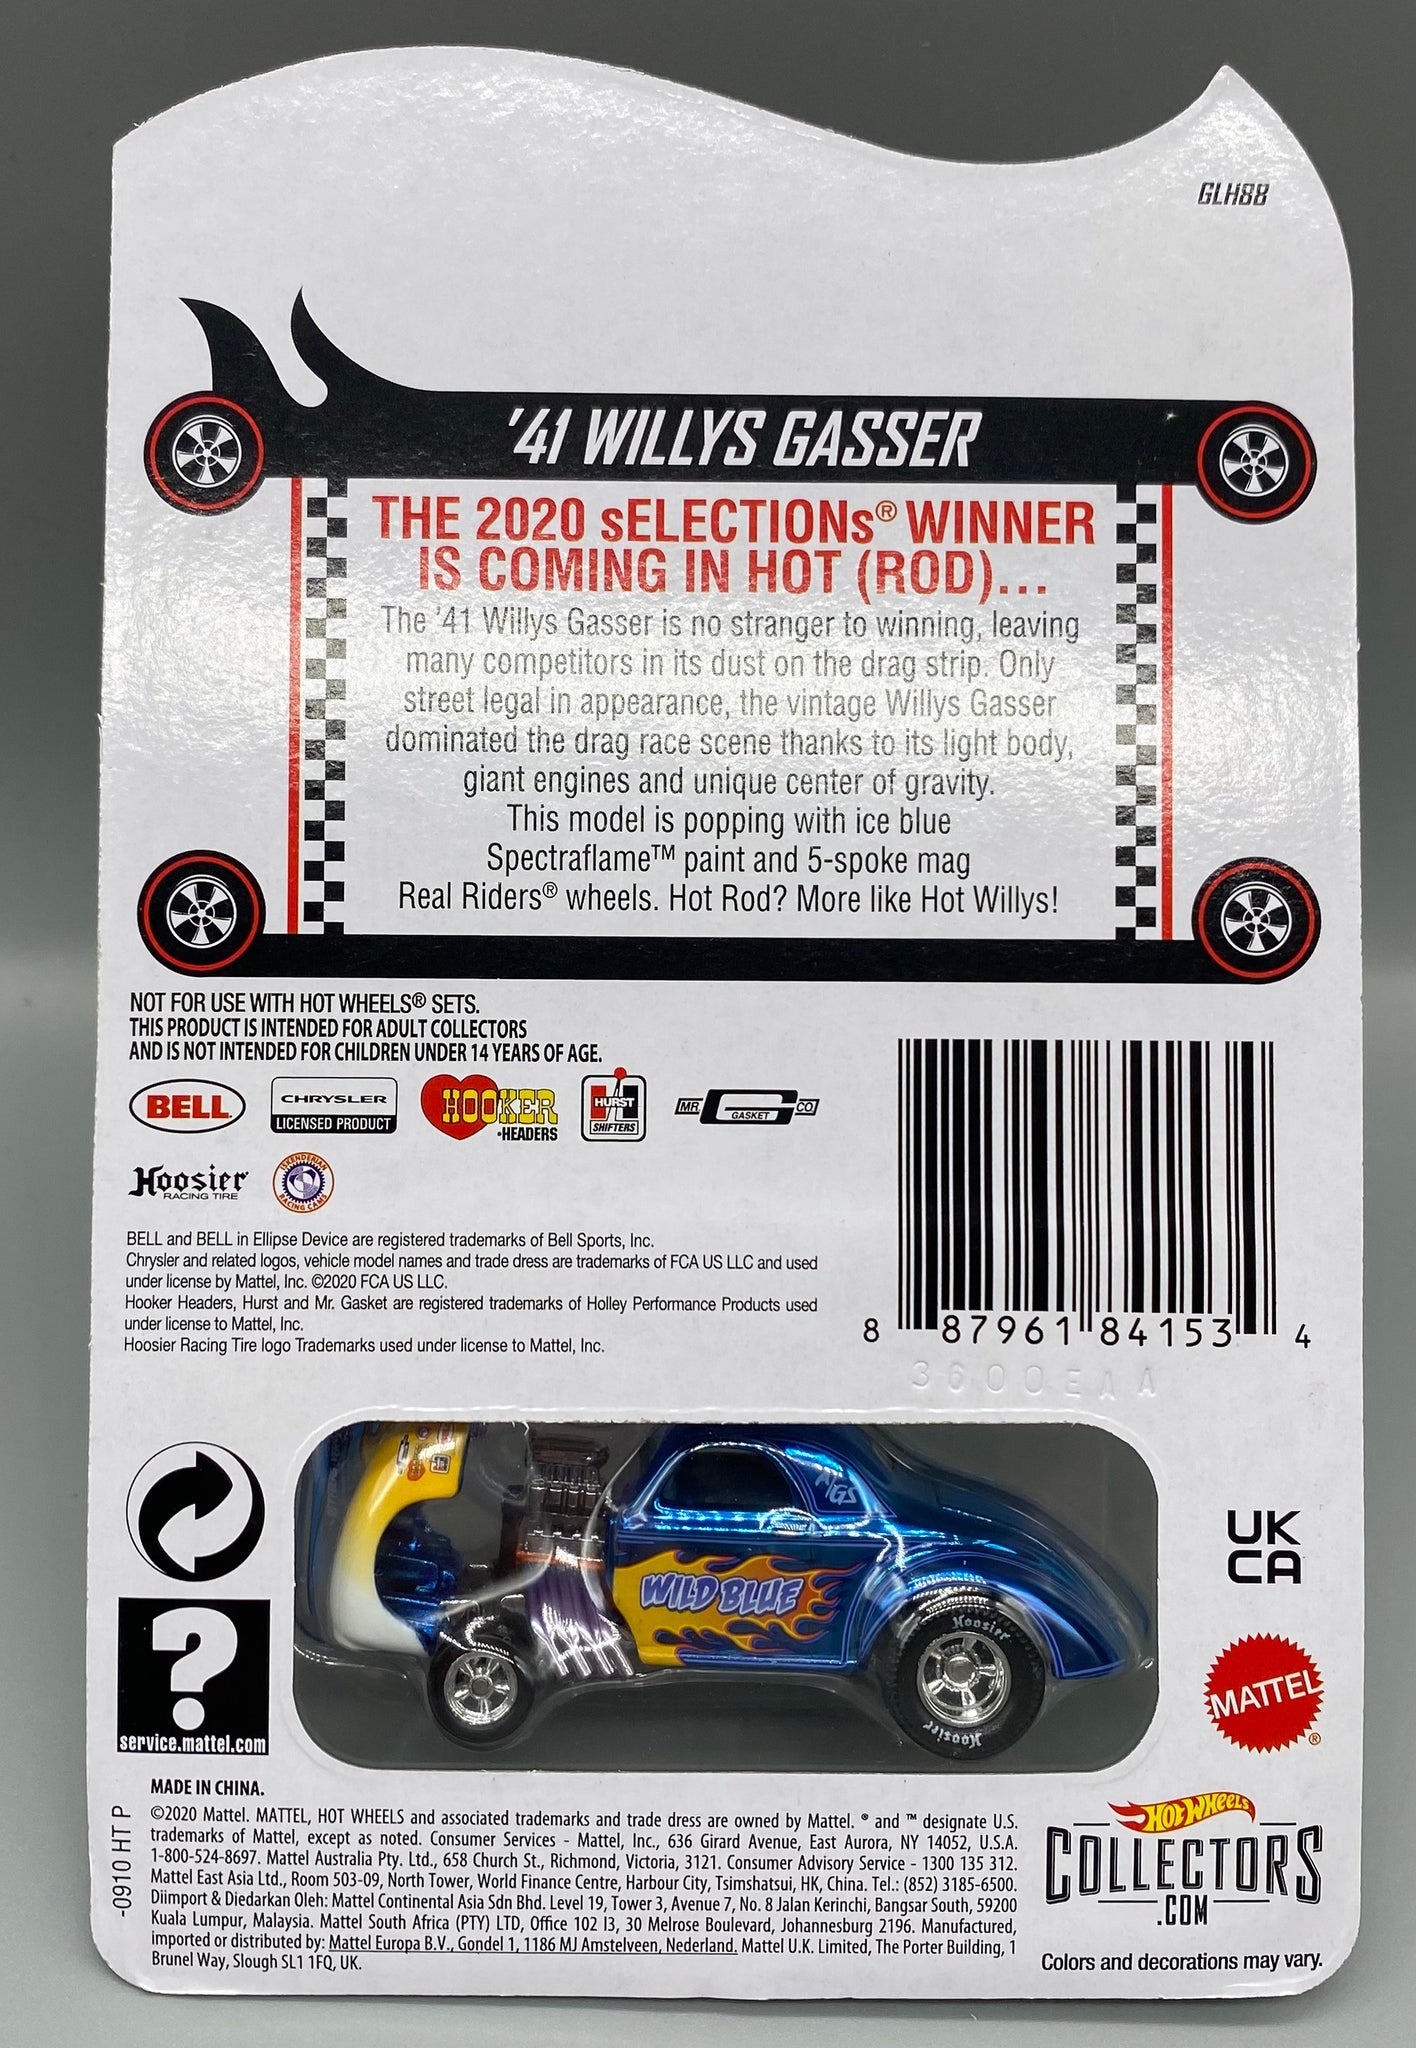 GLH88
'41 WILLYS GASSER
THE 2020 sELECTIONs® WINNER
IS COMING IN HOT (ROD)...
The '41 Willys Gasser is no stranger to winning, leaving
many competitors in its dust on the drag strip. Only
street legal in appearance, the vintage Willys Gasser
dominated the drag race scene thanks to its light body,
giant engines and unique center of gravity.
This model is popping with ice blue
Spectraflame™ paint and 5-spoke mag
Real Riders® wheels. Hot Rod? More like Hot Willys!
NOT FOR USE WITH HOT WHEELS® SETS.
THIS PRODUCT IS INTENDED FOR ADULT COLLECTORS
AND IS NOT INTENDED FOR CHILDREN UNDER 14 YEARS OF AGE.
BELL
CHRYSLER
LICENSED PRODUCT
HOOKER
HEADERS
HURST
SHIFTERS
MR. GASKET CO
Hoosier
RACING TIRE
ISKENDERIAN
RACING CAMS
BELL and BELL in Ellipse Device are registered trademarks of Bell Sports, Inc.
Chrysler and related logos, vehicle model names and trade dress are trademarks of FCA US LLC and used
under license by Mattel, Inc. ©2020 FCA US LLC.
Hooker Headers, Hurst and Mr. Gasket are registered trademarks of Holley Performance Products used
under license to Mattel, Inc.
Hoosier Racing Tire logo Trademarks used under license to Mattel, Inc.
8 87961 84153 4
3600EAA
WILD BLUE
Hoosier
Hoosier
UK
CA
?
service.mattel.com
MATTEL®
MADE IN CHINA.
-0910 HT P
©2020 Mattel. MATTEL, HOT WHEELS and associated trademarks and trade dress are owned by Mattel. ® and ™ designate U.S.
trademarks of Mattel, except as noted. Consumer Services - Mattel, Inc., 636 Girard Avenue, East Aurora, NY 14052, U.S.A.
1-800-524-8697. Mattel Australia Pty. Ltd., 658 Church St., Richmond, Victoria, 3121. Consumer Advisory Service - 1300 135 312.
Mattel East Asia Ltd., Room 503-09, North Tower, World Finance Centre, Harbour City, Tsimshatsui, HK, China. Tel.: (852) 3185-6500.
Diimport & Diedarkan Oleh: Mattel Continental Asia Sdn Bhd. Level 19, Tower 3, Avenue 7, No. 8 Jalan Kerinchi, Bangsar South, 59200
Kuala Lumpur, Malaysia. Mattel South Africa (PTY) LTD, Office 102 I3, 30 Melrose Boulevard, Johannesburg 2196. Manufactured,
imported or distributed by: Mattel Europa B.V., Gondel 1, 1186 MJ Amstelveen, Nederland. Mattel U.K. Limited, The Porter Building, 1
Brunel Way, Slough SL1 1FQ, UK.
HOT WHEELS
COLLECTORS
.COM
Colors and decorations may vary.